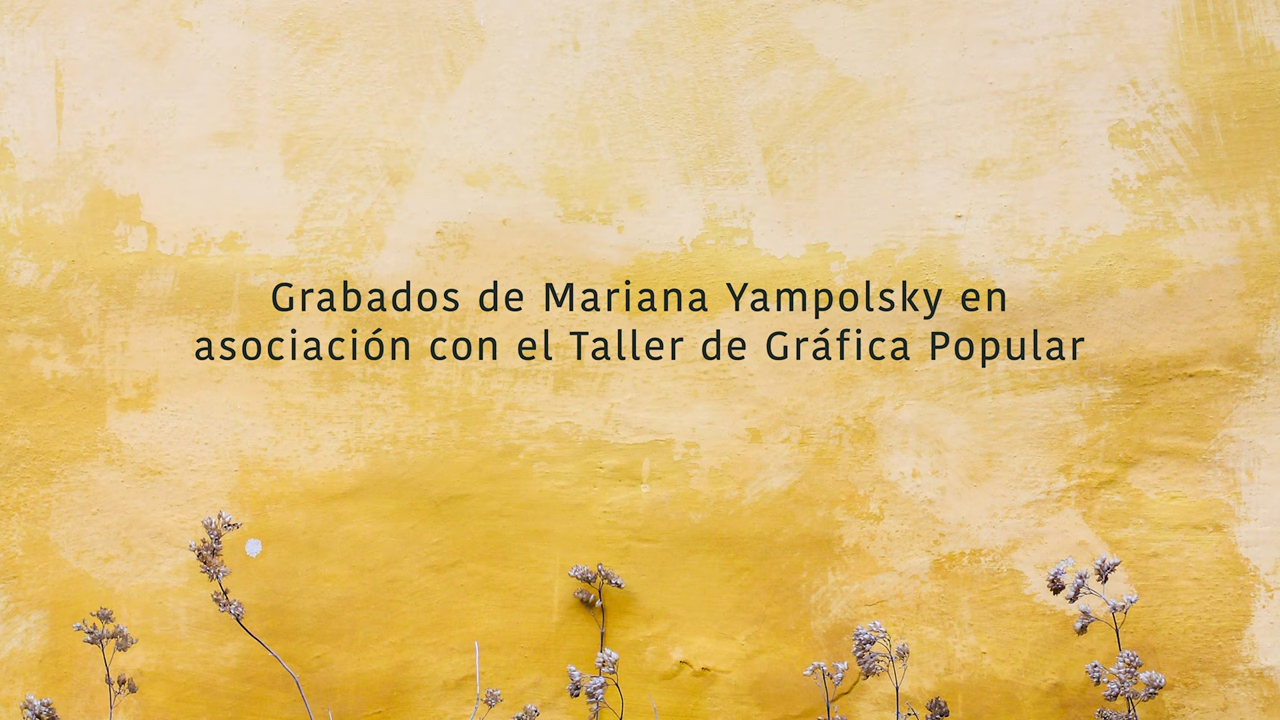 Grabados de Mariana Yampolsky en
asociación con el Taller de Gráfica Popular